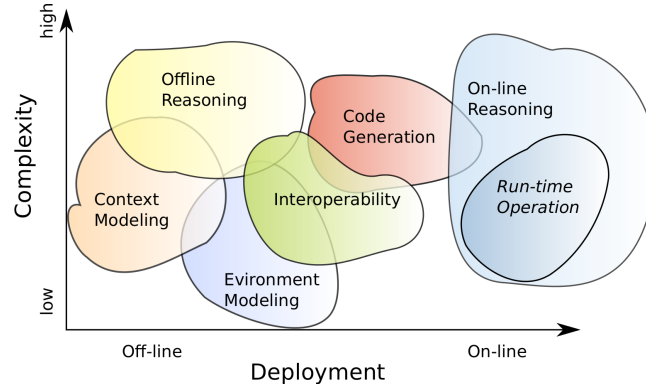 high
Complexity
low
Offline
Reasoning
Code
Generation
On-line
Reasoning
Context
Modeling
Interoperability
Run-time
Operation
Evironment
Modeling
Off-line
On-line
Deployment